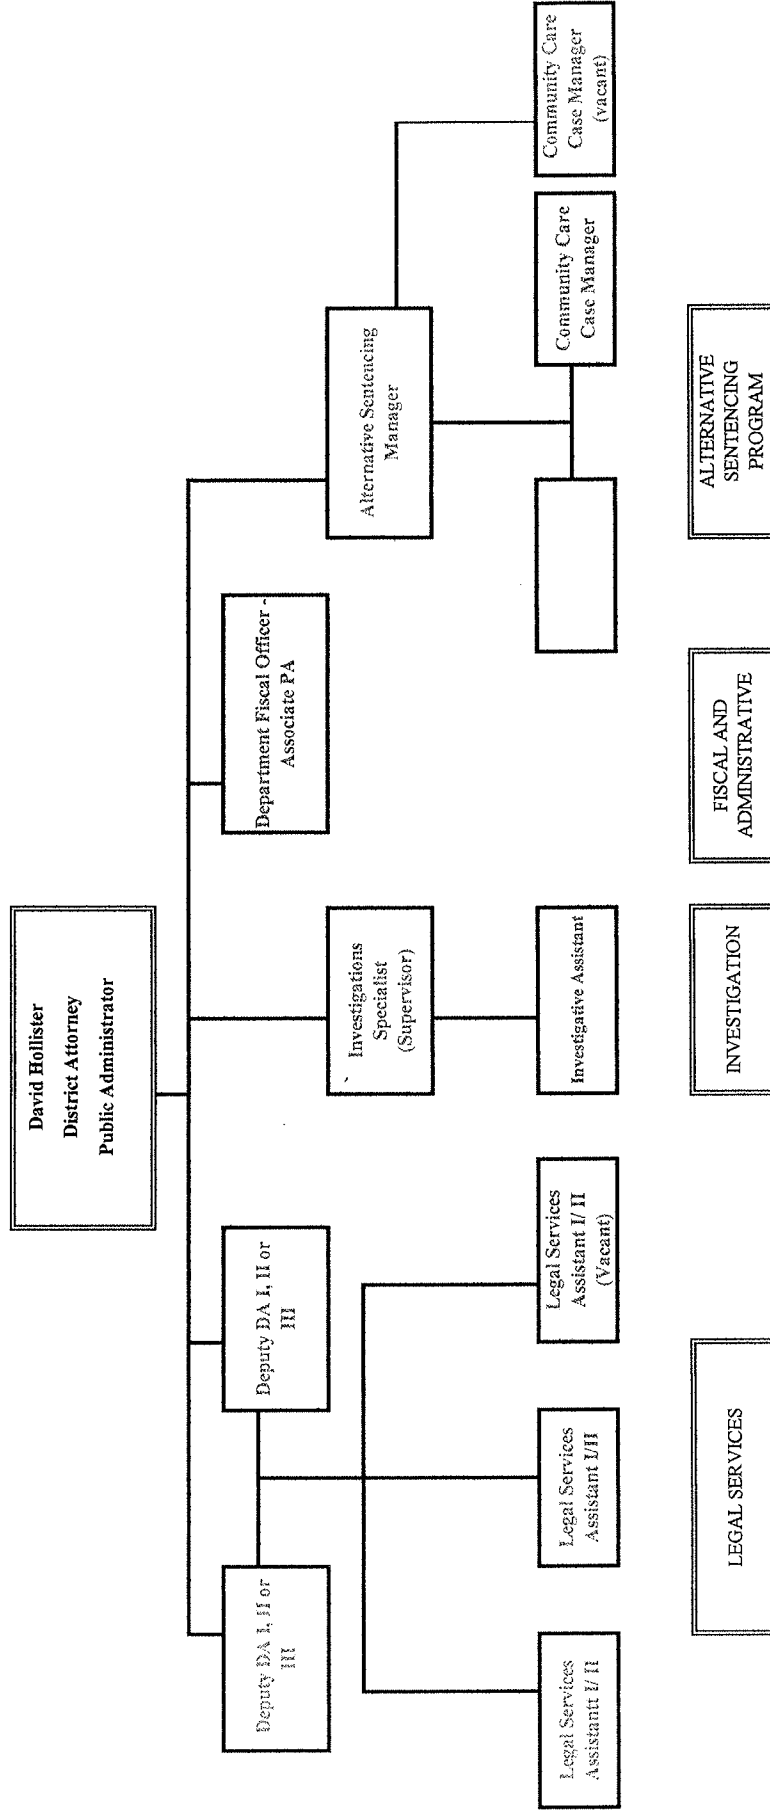 David Hollister
District Attorney
Public Administrator
Deputy DA I, II or
III
Deputy DA I, II or
III
Department Fiscal Officer -
Associate PA
Investigations
Specialist
(Supervisor)
Alternative Sentencing
Manager
Legal Services
Assistantt I/ II
Legal Services
Assistant I/II
Legal Services
Assistant I/ II
(Vacant)
Investigative Assistant
Community Care
Case Manager
Community Care
Case Manager
(vacant)
LEGAL SERVICES
INVESTIGATION
FISCAL AND
ADMINISTRATIVE
ALTERNATIVE
SENTENCING
PROGRAM